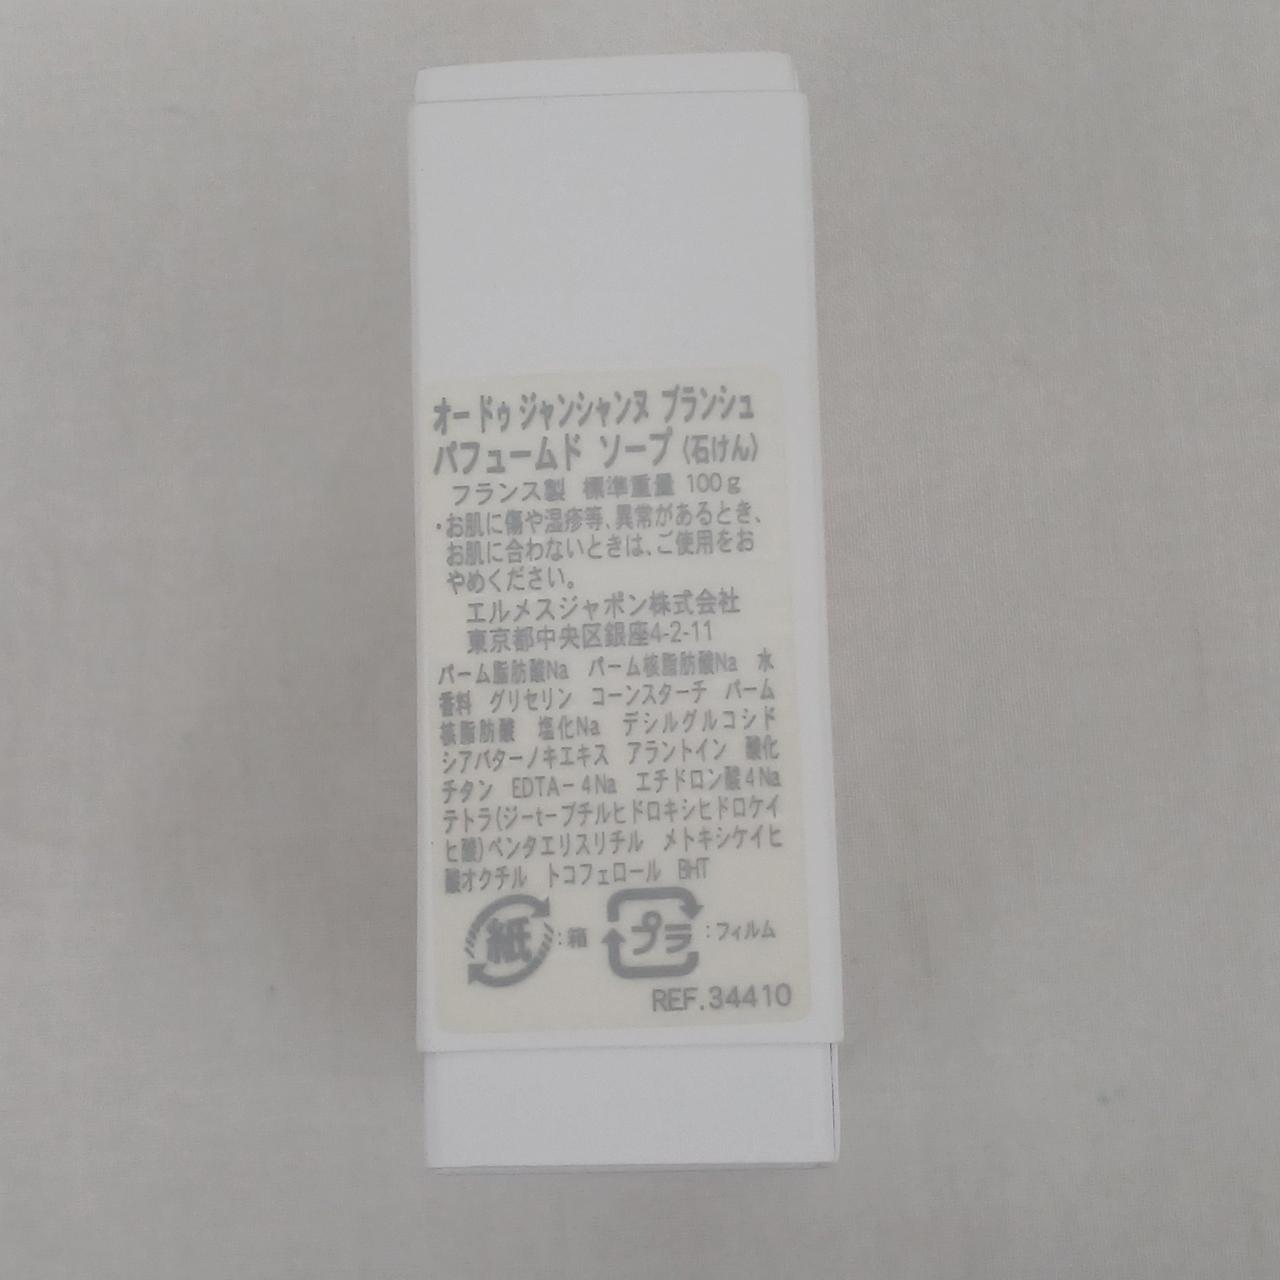 オー ドゥ ジャンシャンヌ ブランシュ
パフュームド ソープ〈石けん〉
フランス製 標準重量 100g
・お肌に傷や湿疹等、異常があるとき、
お肌に合わないときは、ご使用をお
やめください。
エルメスジャポン株式会社
東京都中央区銀座4-2-11
パーム脂肪酸Na パーム核脂肪酸Na 水
香料 グリセリン コーンスターチ パーム
核脂肪酸 塩化Na デシルグルコシド
シアバターノキエキス アラントイン 酸化
チタン EDTA－4Na エチドロン酸4Na
テトラ(ジーt－ブチルヒドロキシヒドロケイ
ヒ酸)ペンタエリスリチル メトキシケイヒ
酸オクチル トコフェロール BHT
紙:箱 プラ:フィルム
REF.34410